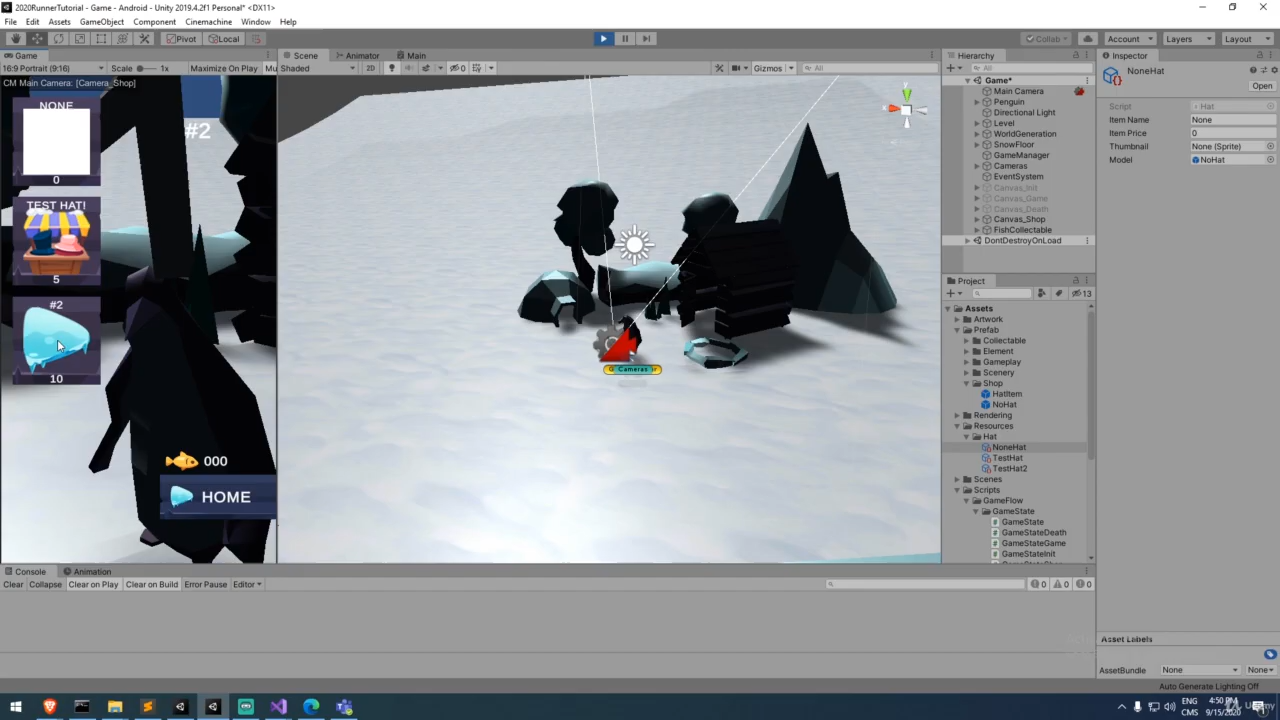 2020RunnerTutorial - Game - Android - Unity 2019.4.2f1 Personal* <DX11>
File Edit Assets GameObject Component Cinemachine Window Help
Pivot Local Collab Account Layers Layout
Game Scene Animator Main Hierarchy Inspector
16:9 Portrait (9:16) Scale 1x Maximize On Play Mu Shaded 2D 0 Gizmos All All
CM Main Camera: [Camera_Shop]
NONE
0
TEST HAT!
5
#2
10
#2
000
HOME
y
Cameras
Game*
Main Camera
Penguin
Directional Light
Level
WorldGeneration
SnowFloor
GameManager
Cameras
EventSystem
Canvas_Init
Canvas_Game
Canvas_Death
Canvas_Shop
FishCollectable
DontDestroyOnLoad
Project
13
Assets
Artwork
Prefab
Collectable
Element
Gameplay
Scenery
Shop
HatItem
NoHat
Rendering
Resources
Hat
NoneHat
TestHat
TestHat2
Scenes
Scripts
GameFlow
GameState
GameState
GameStateDeath
GameStateGame
GameStateInit
NoneHat
Open
Script Hat
Item Name None
Item Price 0
Thumbnail None (Sprite)
Model NoHat
Console Animation
Clear Collapse Clear on Play Clear on Build Error Pause Editor 0 0 0
Asset Labels
AssetBundle None None
Auto Generate Lighting Off
ENG
CMS
4:50 PM
9/15/2020
Udemy